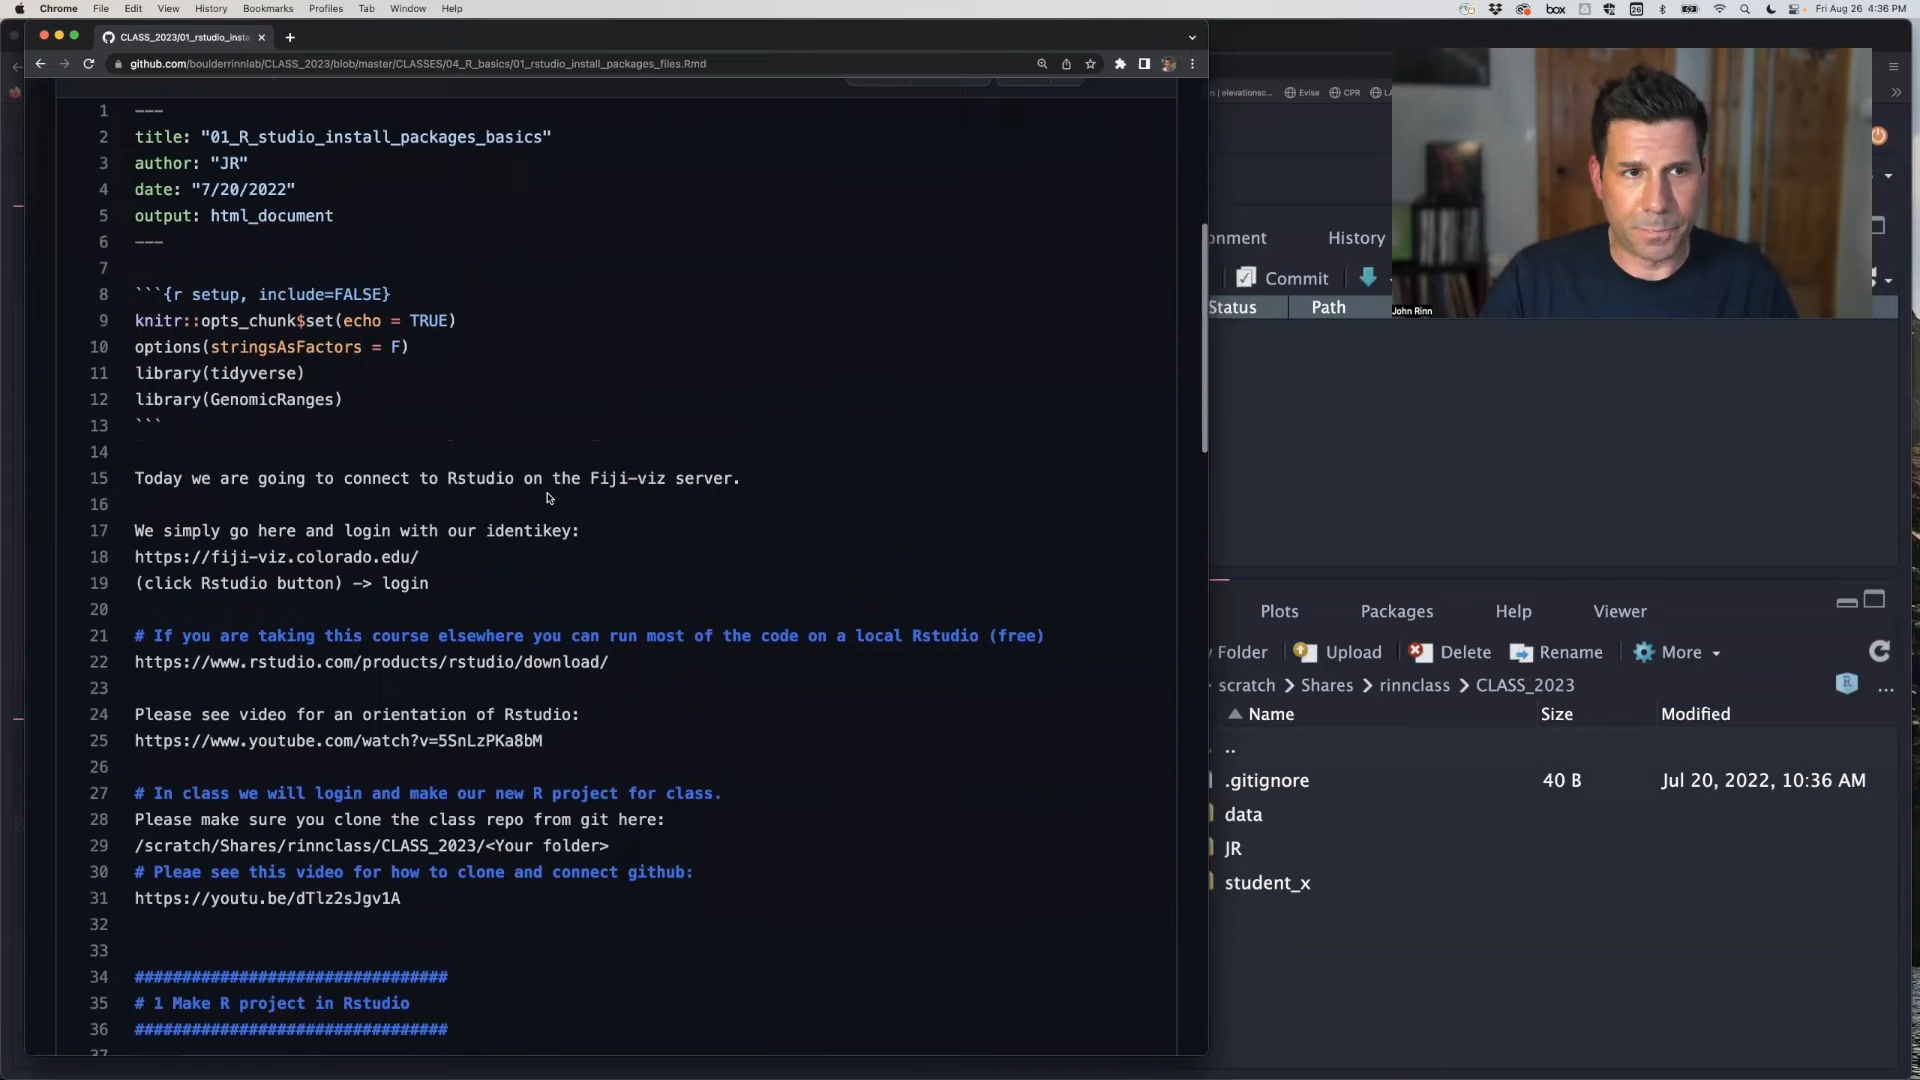 Chrome File Edit View History Bookmarks Profiles Tab Window Help
box 26 Fri Aug 26 4:36 PM
CLASS_2023/01_rstudio_insta
github.com/boulderrinnlab/CLASS_2023/blob/master/CLASSES/04_R_basics/01_rstudio_install_packages_files.Rmd
elevationsc... Evise CPR
1 ---
2 title: "01_R_studio_install_packages_basics"
3 author: "JR"
4 date: "7/20/2022"
5 output: html_document
6 ---
7
8 ```{r setup, include=FALSE}
9 knitr::opts_chunk$set(echo = TRUE)
10 options(stringsAsFactors = F)
11 library(tidyverse)
12 library(GenomicRanges)
13 ```
14
15 Today we are going to connect to Rstudio on the Fiji-viz server.
16
17 We simply go here and login with our identikey:
18 https://fiji-viz.colorado.edu/
19 (click Rstudio button) -> login
20
21 # If you are taking this course elsewhere you can run most of the code on a local Rstudio (free)
22 https://www.rstudio.com/products/rstudio/download/
23
24 Please see video for an orientation of Rstudio:
25 https://www.youtube.com/watch?v=5SnLzPKa8bM
26
27 # In class we will login and make our new R project for class.
28 Please make sure you clone the class repo from git here:
29 /scratch/Shares/rinnclass/CLASS_2023/<Your folder>
30 # Pleae see this video for how to clone and connect github:
31 https://youtu.be/dTlz2sJgv1A
32
33
34 #################################
35 # 1 Make R project in Rstudio
36 #################################
37
onment History
Commit
Status Path
John Rinn
Plots Packages Help Viewer
Folder Upload Delete Rename More
scratch Shares rinnclass CLASS_2023 R ...
Name Size Modified
..
.gitignore 40 B Jul 20, 2022, 10:36 AM
data
JR
student_x